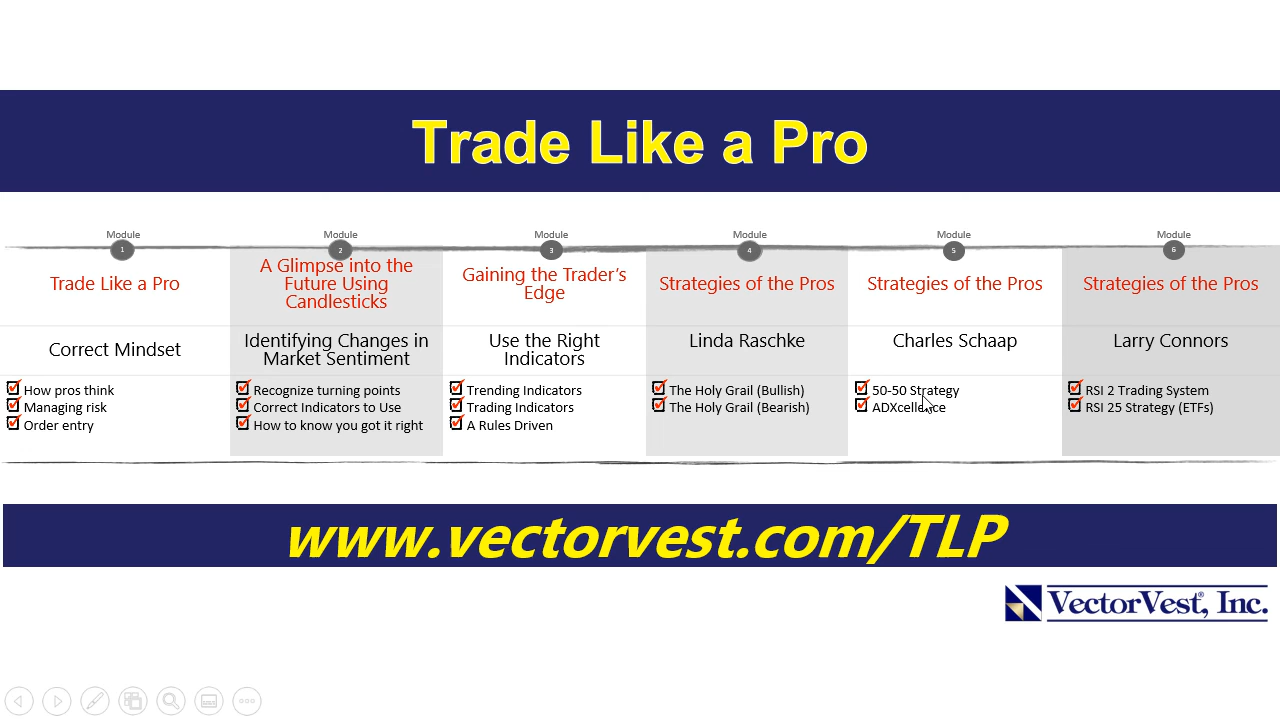 Trade Like a Pro
Module
1
Trade Like a Pro
Correct Mindset
How pros think
Managing risk
Order entry
Module
2
A Glimpse into the
Future Using
Candlesticks
Identifying Changes in
Market Sentiment
Recognize turning points
Correct Indicators to Use
How to know you got it right
Module
3
Gaining the Trader's
Edge
Use the Right
Indicators
Trending Indicators
Trading Indicators
A Rules Driven
Module
4
Strategies of the Pros
Linda Raschke
The Holy Grail (Bullish)
The Holy Grail (Bearish)
Module
5
Strategies of the Pros
Charles Schaap
50-50 Strategy
ADXcellence
Module
6
Strategies of the Pros
Larry Connors
RSI 2 Trading System
RSI 25 Strategy (ETFs)
www.vectorvest.com/TLP
VectorVest®, Inc.